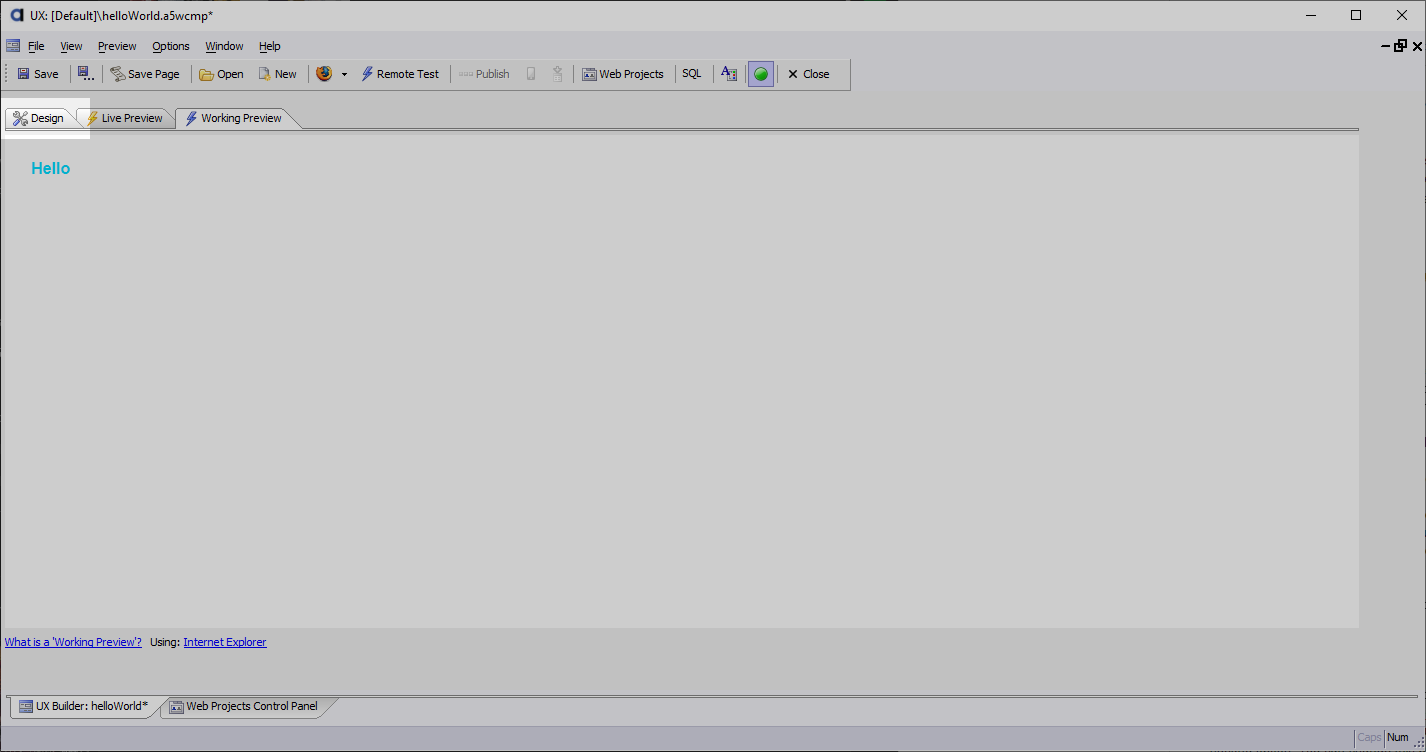 UX: [Default]\helloWorld.a5wcmp*
File View Preview Options Window Help
Save Save Page Open New Remote Test Publish Web Projects SQL A Close
Design Live Preview Working Preview
Hello
What is a 'Working Preview'? Using: Internet Explorer
UX Builder: helloWorld* Web Projects Control Panel
Caps Num